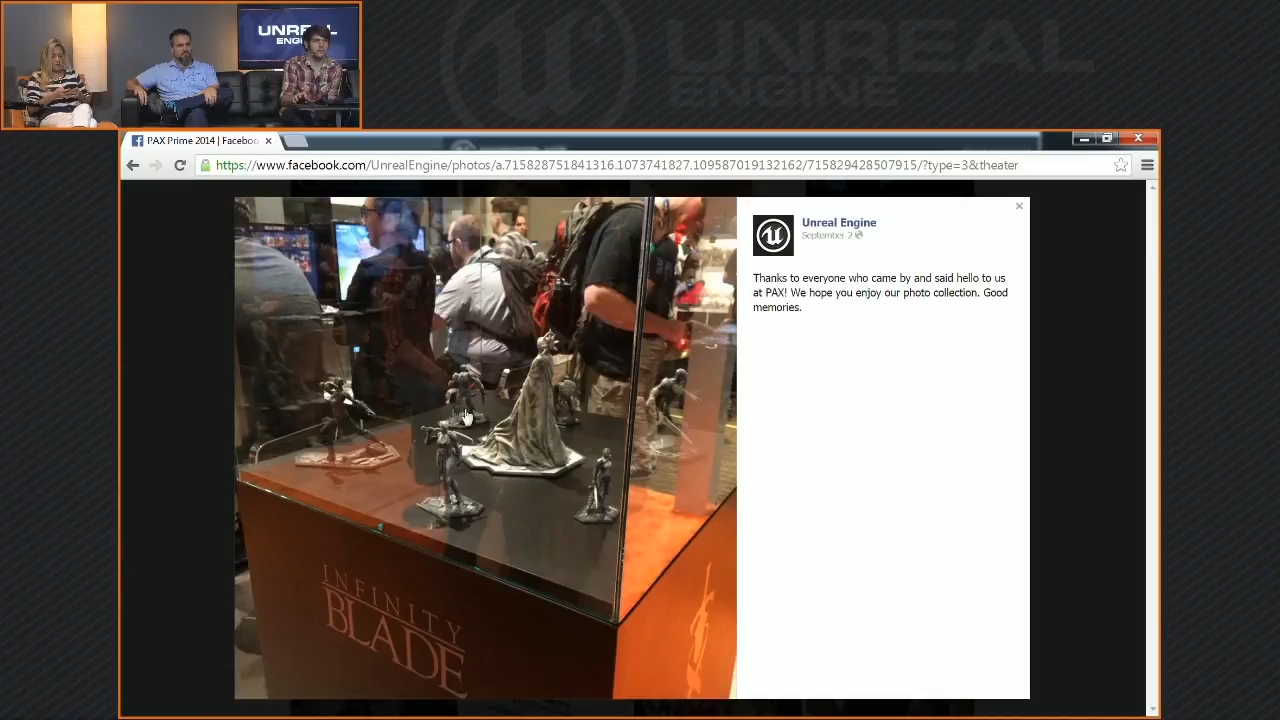 UNREAL
ENGINE
UNREAL
ENGINE
PAX Prime 2014 | Faceboo
https://www.facebook.com/UnrealEngine/photos/a.715828751841316.1073741827.109587019132162/715829428507915/?type=3&theater
Unreal Engine
September 2
Thanks to everyone who came by and said hello to us
at PAX! We hope you enjoy our photo collection. Good
memories.
INFINITY
BLADE